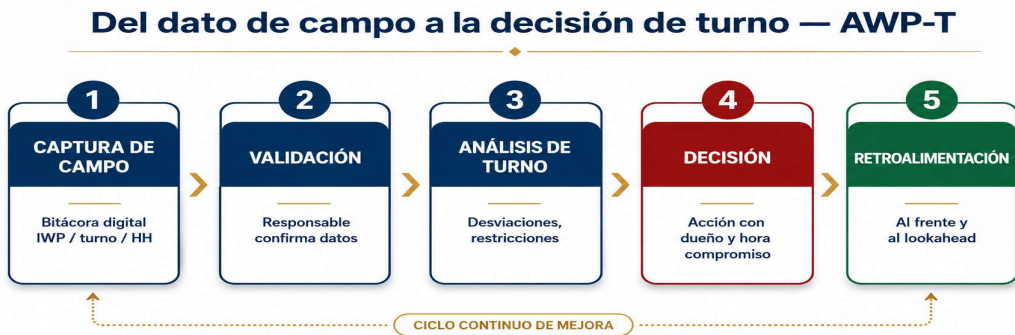 Del dato de campo a la decisión de turno — AWP-T
1
CAPTURA DE
CAMPO
Bitácora digital
IWP / turno / HH
2
VALIDACIÓN
Responsable
confirma datos
3
ANÁLISIS DE
TURNO
Desviaciones,
restricciones
4
DECISIÓN
Acción con
dueño y hora
compromiso
5
RETROALIMENTACIÓN
Al frente y
al lookahead
CICLO CONTINUO DE MEJORA